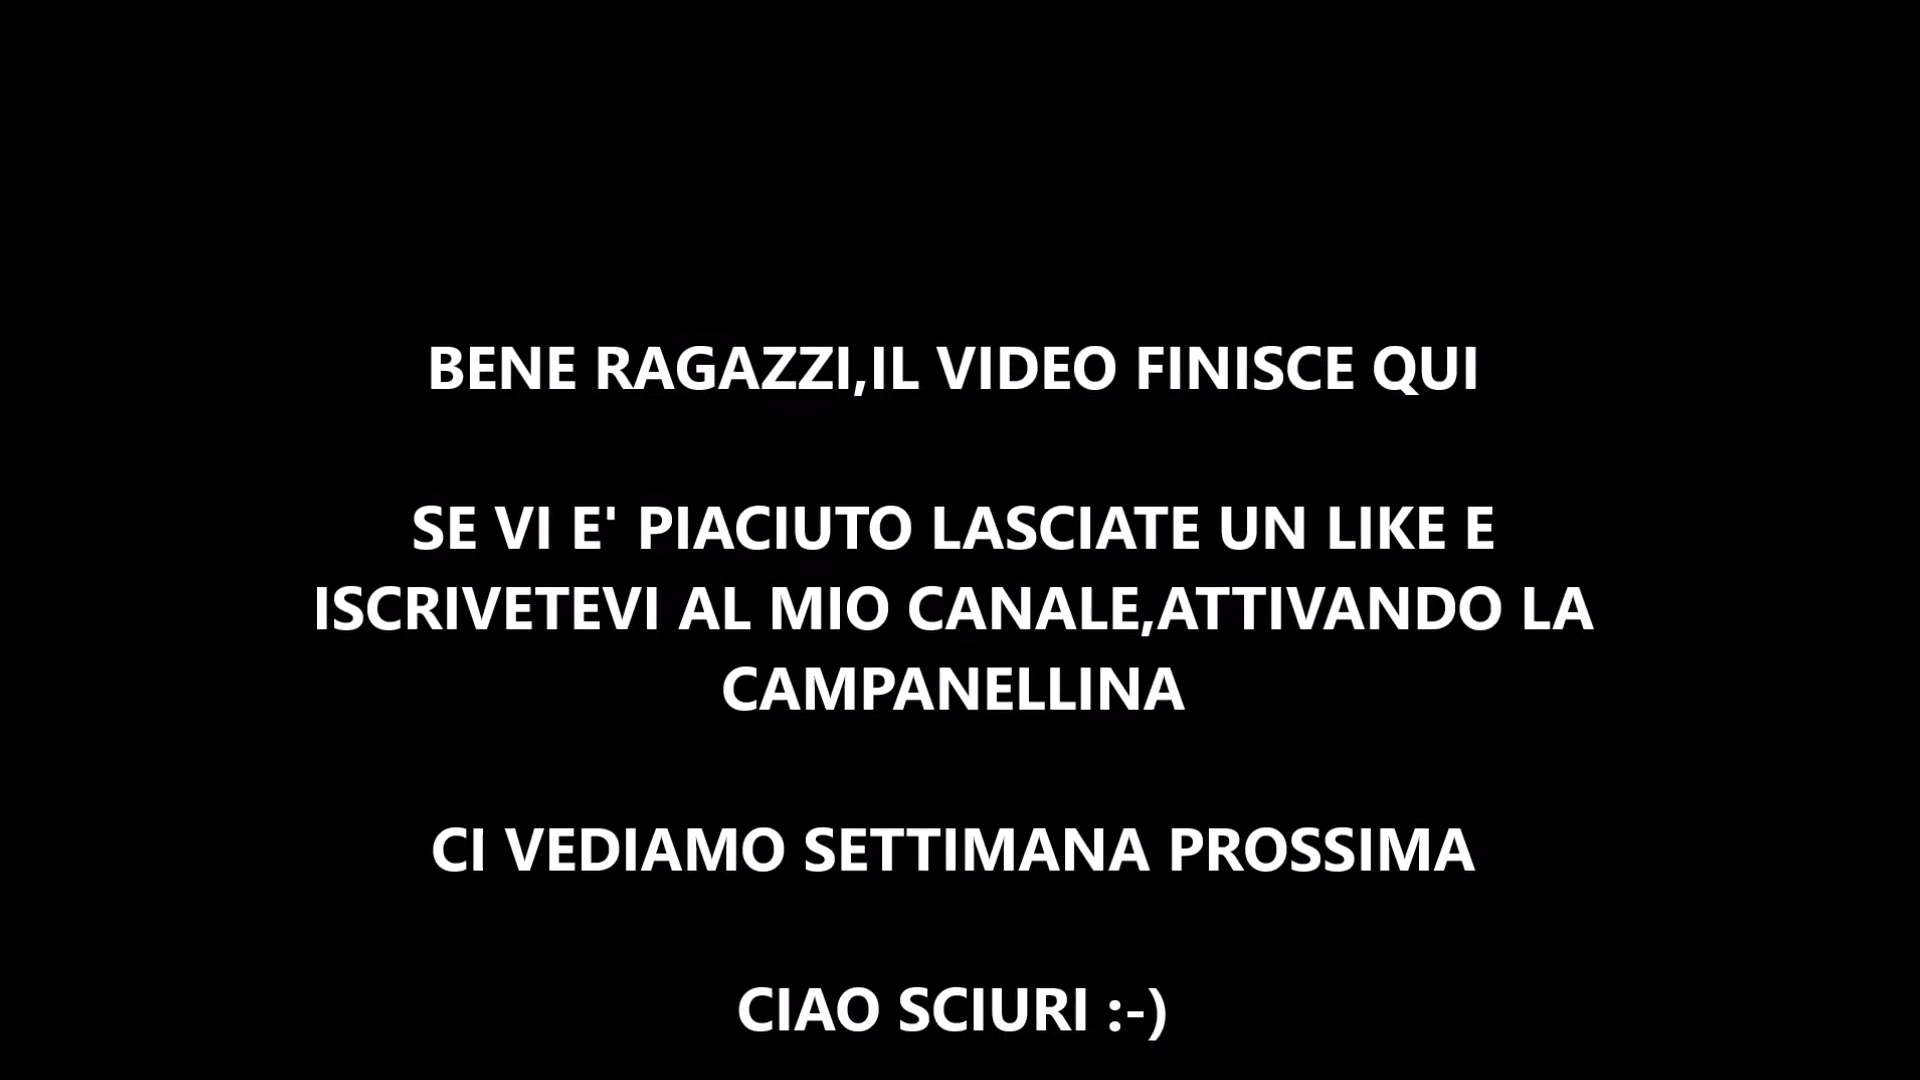 BENE RAGAZZI,IL VIDEO FINISCE QUI
SE VI E' PIACIUTO LASCIATE UN LIKE E
ISCRIVETEVI AL MIO CANALE,ATTIVANDO LA
CAMPANELLINA
CI VEDIAMO SETTIMANA PROSSIMA
CIAO SCIURI :-)